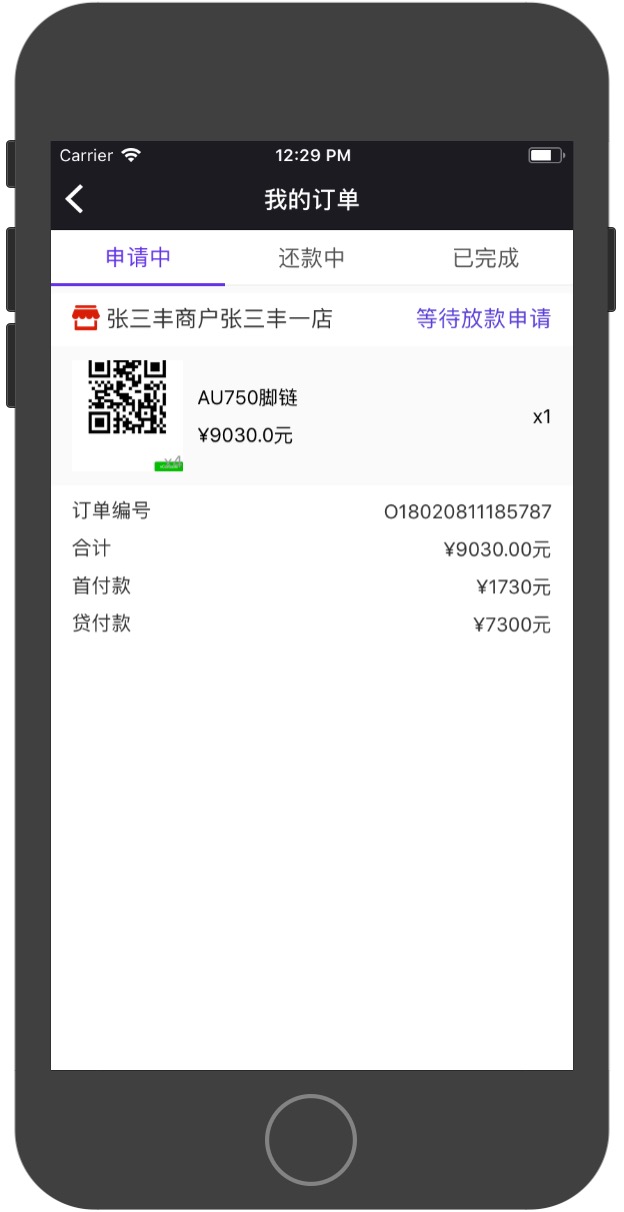 Carrier 12:29 PM
我的订单
申请中 还款中 已完成
张三丰商户张三丰一店 等待放款申请
AU750脚链
¥9030.0元
x1
x4
订单编号 O18020811185787
合计 ¥9030.00元
首付款 ¥1730元
贷付款 ¥7300元